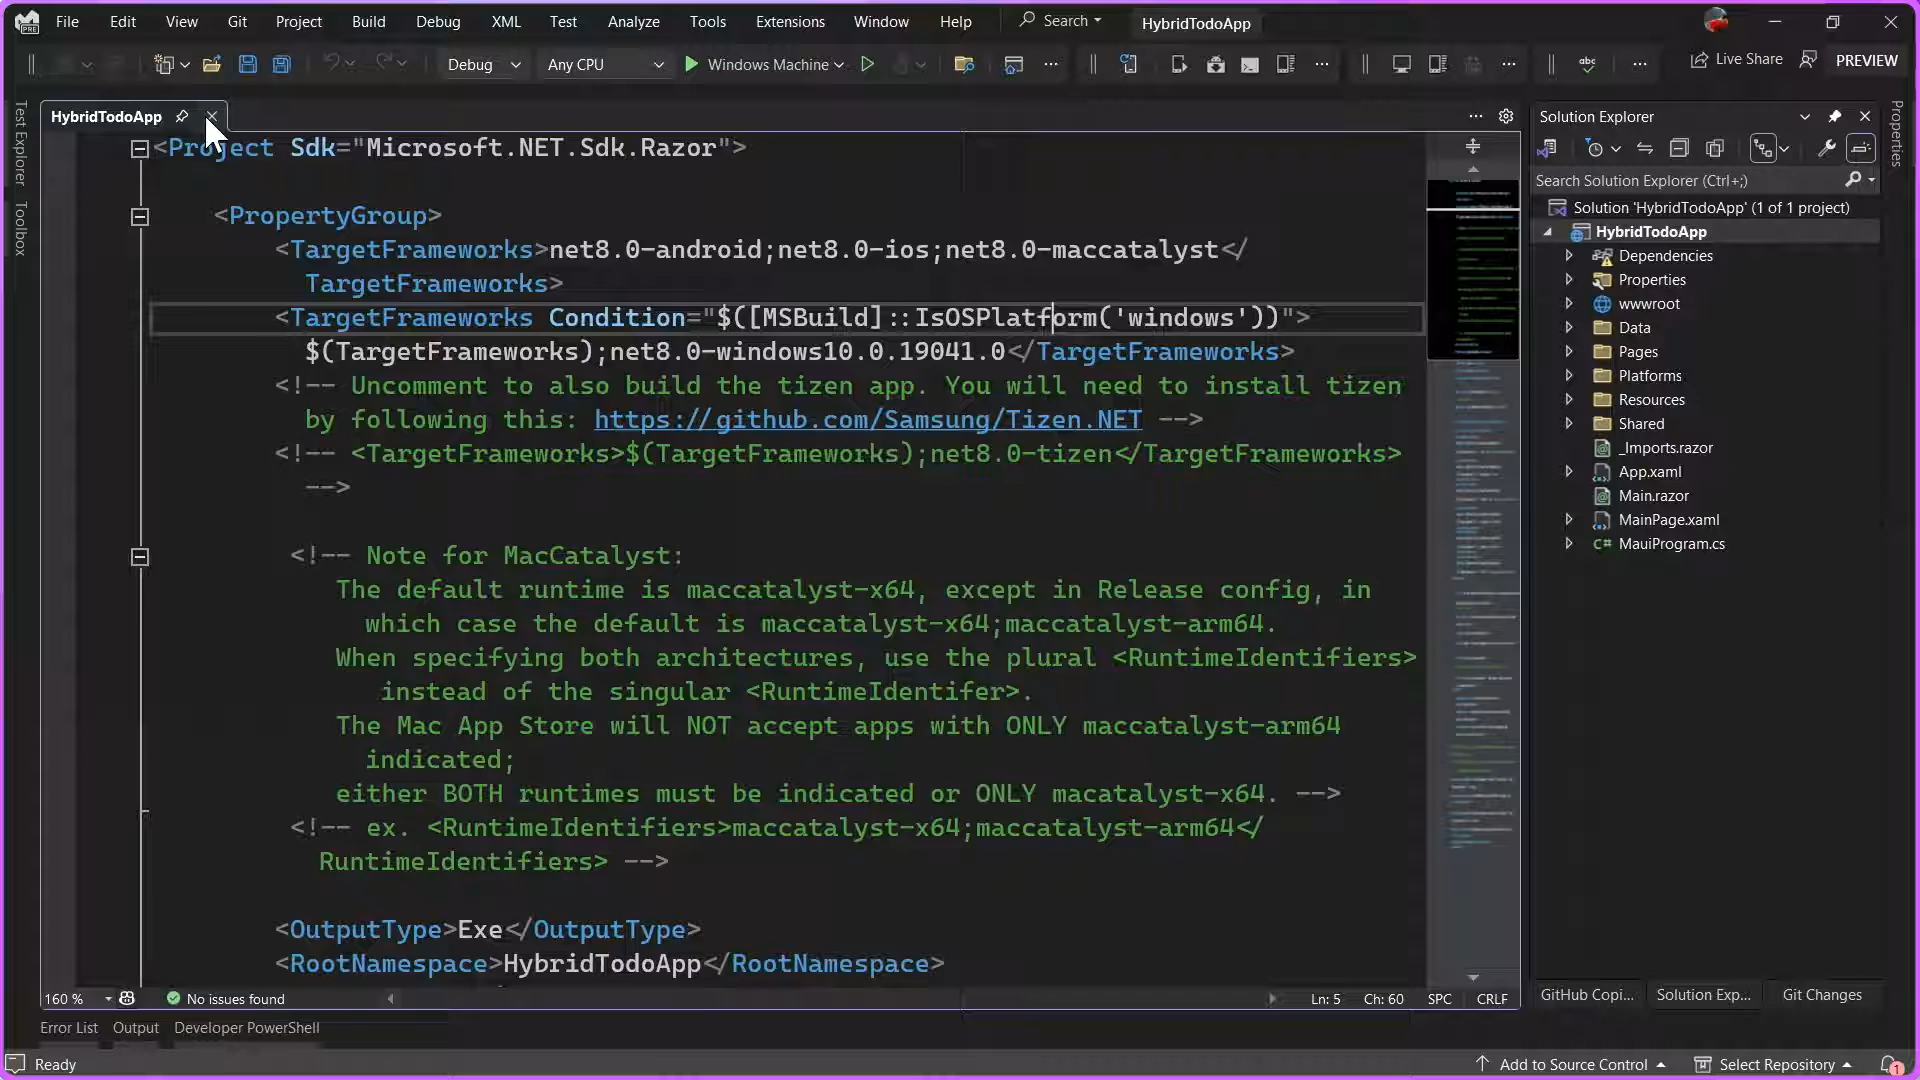 File Edit View Git Project Build Debug XML Test Analyze Tools Extensions Window Help Search HybridTodoApp
PRE
Debug Any CPU Windows Machine abc Live Share PREVIEW
HybridTodoApp
Test Explorer
Toolbox
<Project Sdk="Microsoft.NET.Sdk.Razor">
<PropertyGroup>
<TargetFrameworks>net8.0-android;net8.0-ios;net8.0-maccatalyst</
TargetFrameworks>
<TargetFrameworks Condition="$([MSBuild]::IsOSPlatform('windows'))">
$(TargetFrameworks);net8.0-windows10.0.19041.0</TargetFrameworks>
<!-- Uncomment to also build the tizen app. You will need to install tizen
by following this: https://github.com/Samsung/Tizen.NET -->
<!-- <TargetFrameworks>$(TargetFrameworks);net8.0-tizen</TargetFrameworks>
-->
<!-- Note for MacCatalyst:
The default runtime is maccatalyst-x64, except in Release config, in
which case the default is maccatalyst-x64;maccatalyst-arm64.
When specifying both architectures, use the plural <RuntimeIdentifiers>
instead of the singular <RuntimeIdentifer>.
The Mac App Store will NOT accept apps with ONLY maccatalyst-arm64
indicated;
either BOTH runtimes must be indicated or ONLY macatalyst-x64. -->
<!-- ex. <RuntimeIdentifiers>maccatalyst-x64;maccatalyst-arm64</
RuntimeIdentifiers> -->
<OutputType>Exe</OutputType>
<RootNamespace>HybridTodoApp</RootNamespace>
160 % No issues found Ln: 5 Ch: 60 SPC CRLF
Solution Explorer
Search Solution Explorer (Ctrl+;)
Solution 'HybridTodoApp' (1 of 1 project)
HybridTodoApp
Dependencies
Properties
wwwroot
Data
Pages
Platforms
Resources
Shared
_Imports.razor
App.xaml
Main.razor
MainPage.xaml
C# MauiProgram.cs
GitHub Copi... Solution Exp... Git Changes
Properties
Error List Output Developer PowerShell
Ready Add to Source Control Select Repository 1